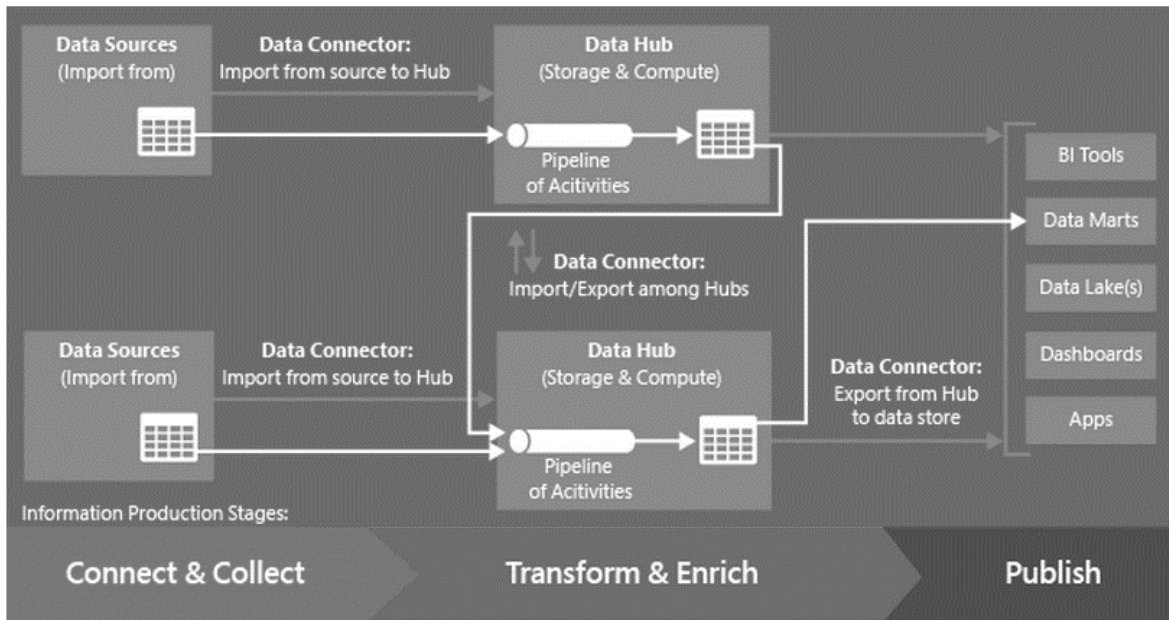 Data Sources
(Import from)
Data Connector:
Import from source to Hub
Data Hub
(Storage & Compute)
Pipeline
of Acitivities
BI Tools
Data Marts
Data Lake(s)
Dashboards
Apps
Data Connector:
Import/Export among Hubs
Data Sources
(Import from)
Data Connector:
Import from source to Hub
Data Hub
(Storage & Compute)
Pipeline
of Acitivities
Data Connector:
Export from Hub
to data store
Information Production Stages:
Connect & Collect
Transform & Enrich
Publish